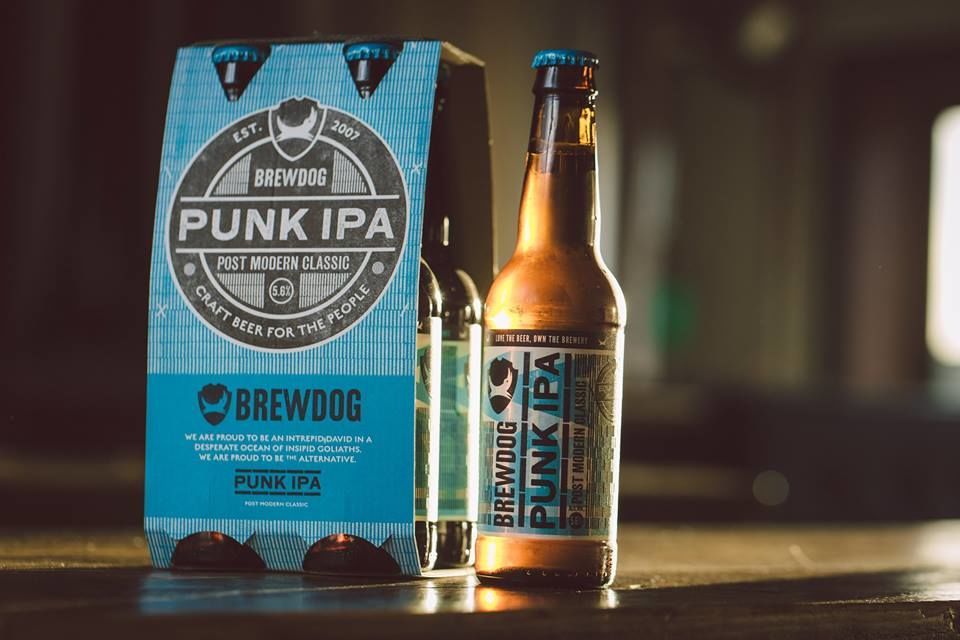 EST. 2007
BREWDOG
PUNK IPA
POST MODERN CLASSIC
5.6%
CRAFT BEER FOR THE PEOPLE
BREWDOG
WE ARE PROUD TO BE AN INTREPID DAVID IN A
DESPERATE OCEAN OF INSIPID GOLIATHS.
WE ARE PROUD TO BE THE ALTERNATIVE.
PUNK IPA
POST MODERN CLASSIC
LOVE THE BEER, OWN THE BREWERY
BREWDOG
PUNK IPA
POST MODERN CLASSIC